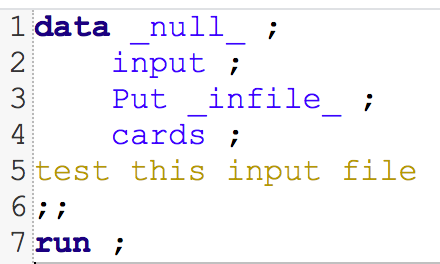 1 data _null_ ;
2     input ;
3     Put _infile_ ;
4     cards ;
5 test this input file
6 ;;
7 run ;